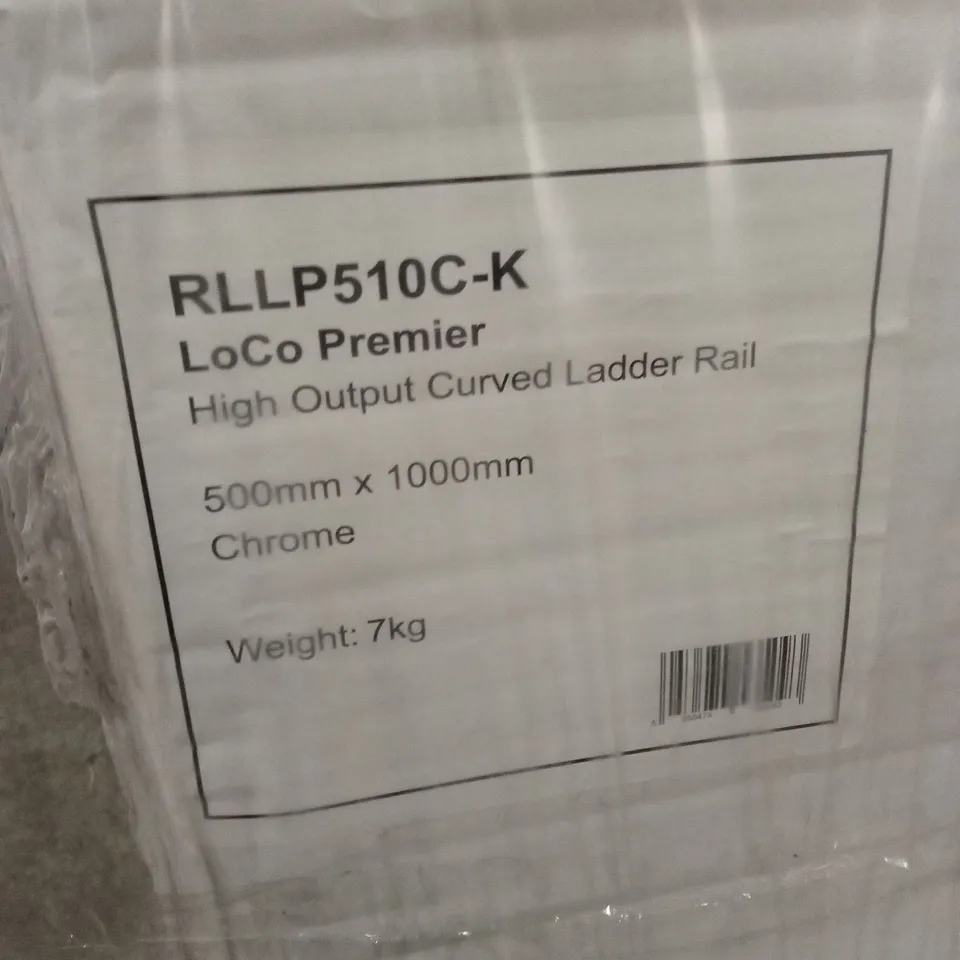 RLLP510C-K
LoCo Premier
High Output Curved Ladder Rail
500mm x 1000mm
Chrome
Weight: 7kg